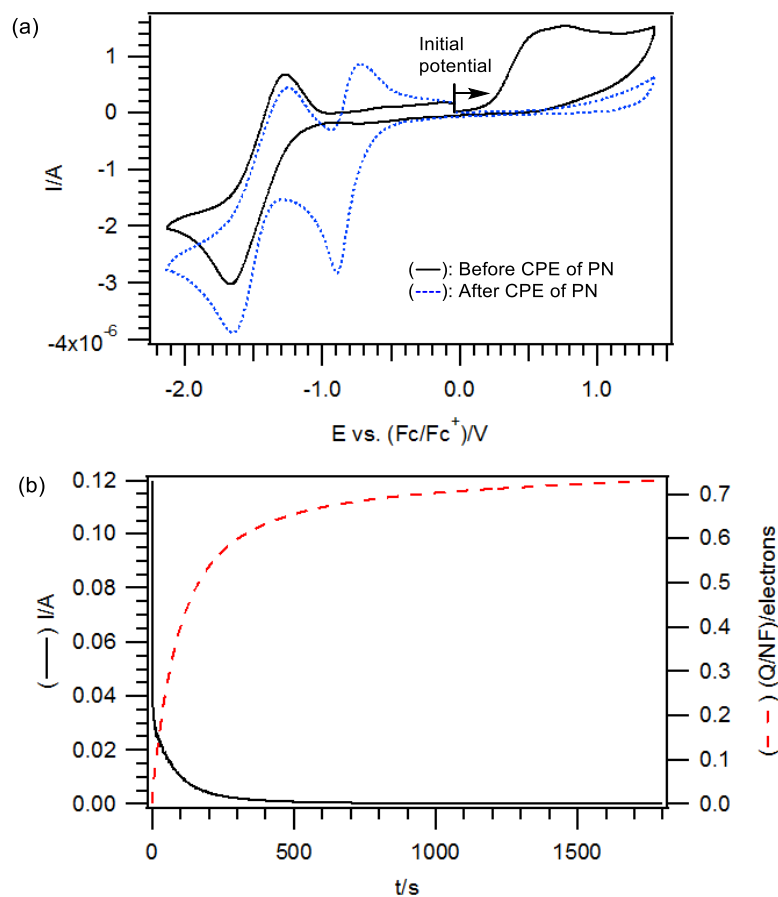 (a)
Initial
potential
1
0
-1
-2
-3
-4x10⁻⁶
I/A
(—): Before CPE of PN
(----): After CPE of PN
-2.0 -1.0 0.0 1.0
E vs. (Fc/Fc⁺)/V
(b)
0.12
0.10
0.08
0.06
0.04
0.02
0.00
(—) I/A
0.7
0.6
0.5
0.4
0.3
0.2
0.1
0.0
(– –) (Q/NF)/electrons
0 500 1000 1500
t/s